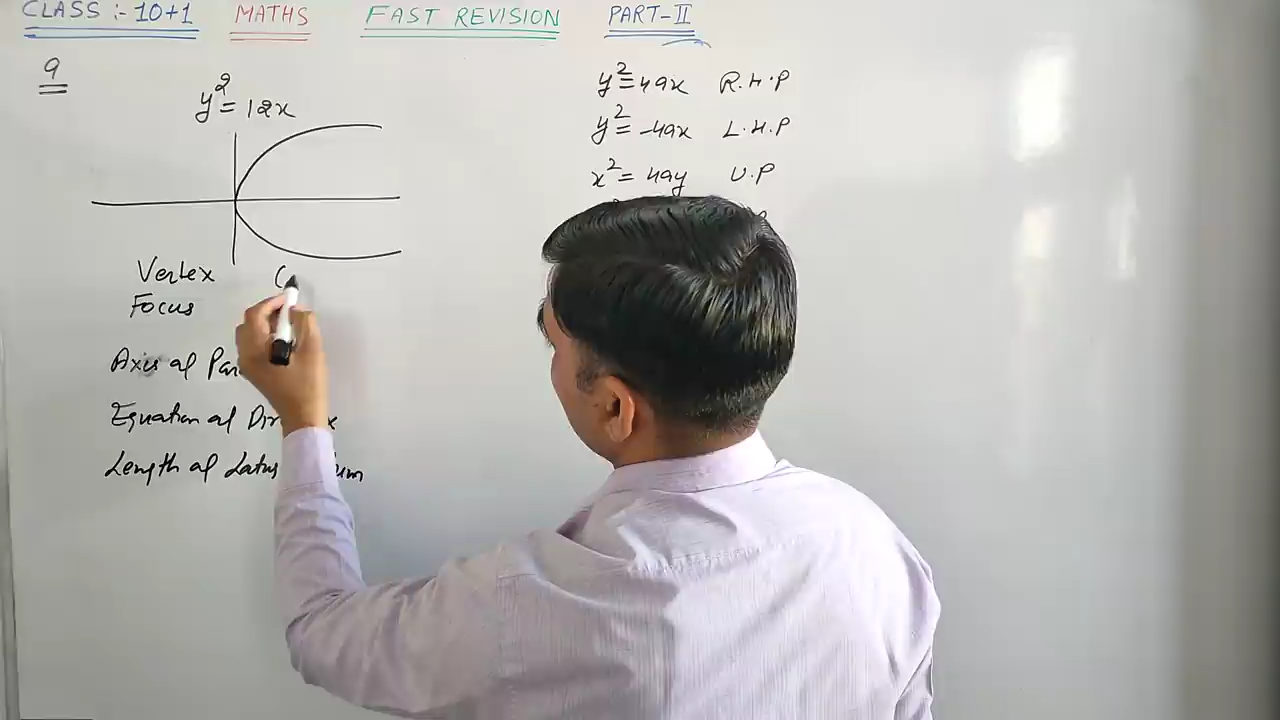 CLASS :- 10+1 MATHS FAST REVISION PART-II
9
y² = 12x
Vertex (
Focus
Axis of Par
Equation of Dir x
Length of Latus um
y² = 4ax R.H.P
y² = -4ax L.H.P
x² = 4ay U.P